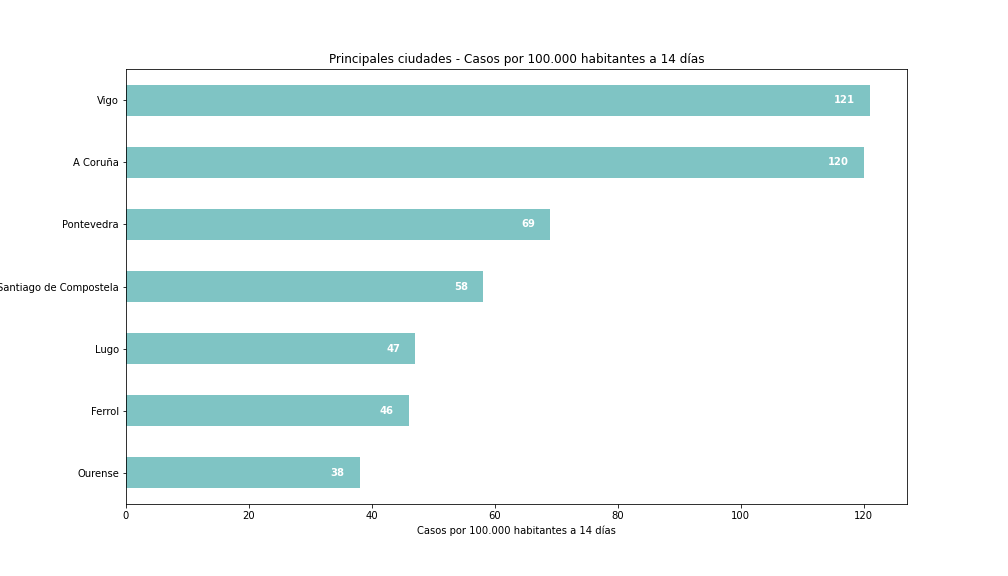 Principales ciudades - Casos por 100.000 habitantes a 14 días
Vigo 121
A Coruña 120
Pontevedra 69
Santiago de Compostela 58
Lugo 47
Ferrol 46
Ourense 38
0 20 40 60 80 100 120
Casos por 100.000 habitantes a 14 días